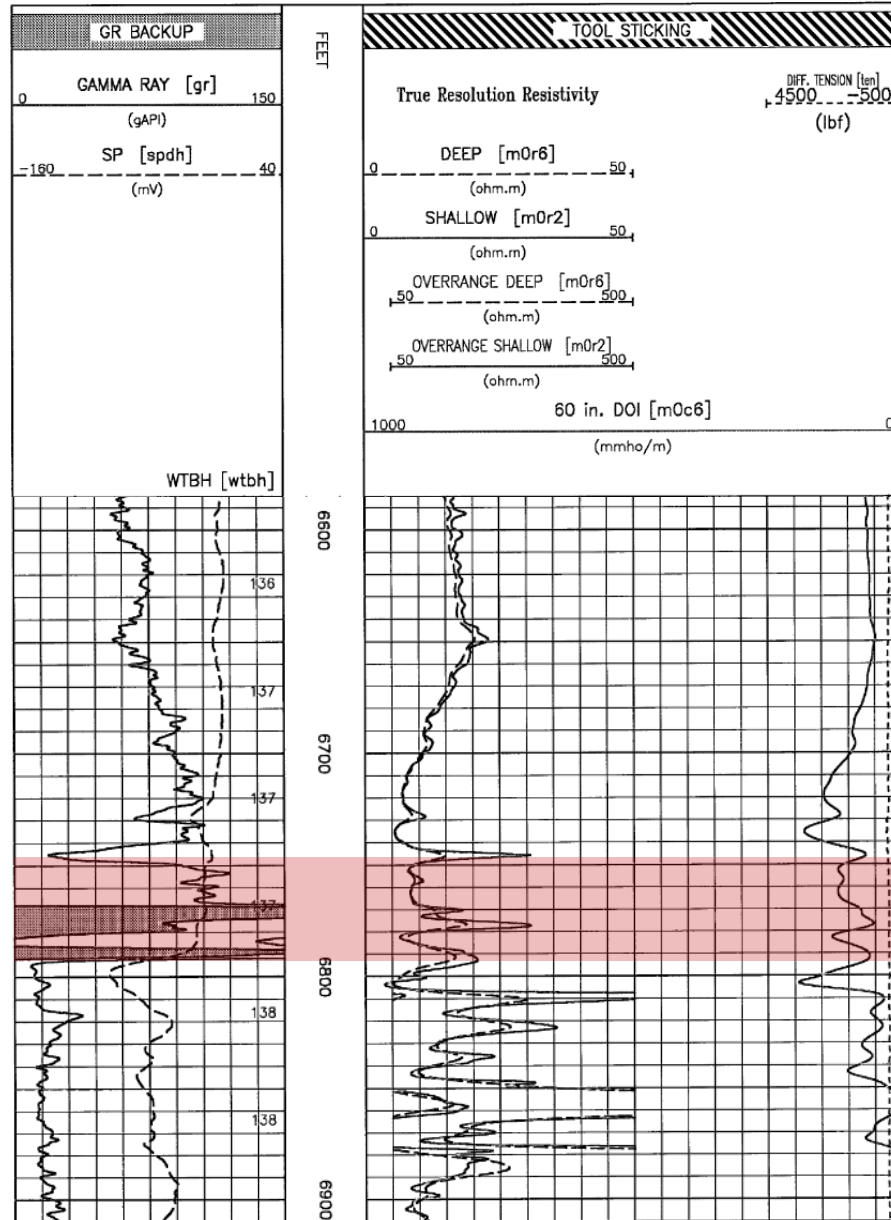 GR BACKUP
FEET
TOOL STICKING
GAMMA RAY [gr]
0 150
(gAPI)
SP [spdh]
-160 40
(mV)
True Resolution Resistivity
DIFF. TENSION [ten]
4500 -500
(lbf)
DEEP [m0r6]
0 50
(ohm.m)
SHALLOW [m0r2]
0 50
(ohm.m)
OVERRANGE DEEP [m0r6]
50 500
(ohm.m)
OVERRANGE SHALLOW [m0r2]
50 500
(ohm.m)
60 in. DOI [m0c6]
1000 0
(mmho/m)
WTBH [wtbh]
6600
136
137
6700
137
137
6800
138
138
6900